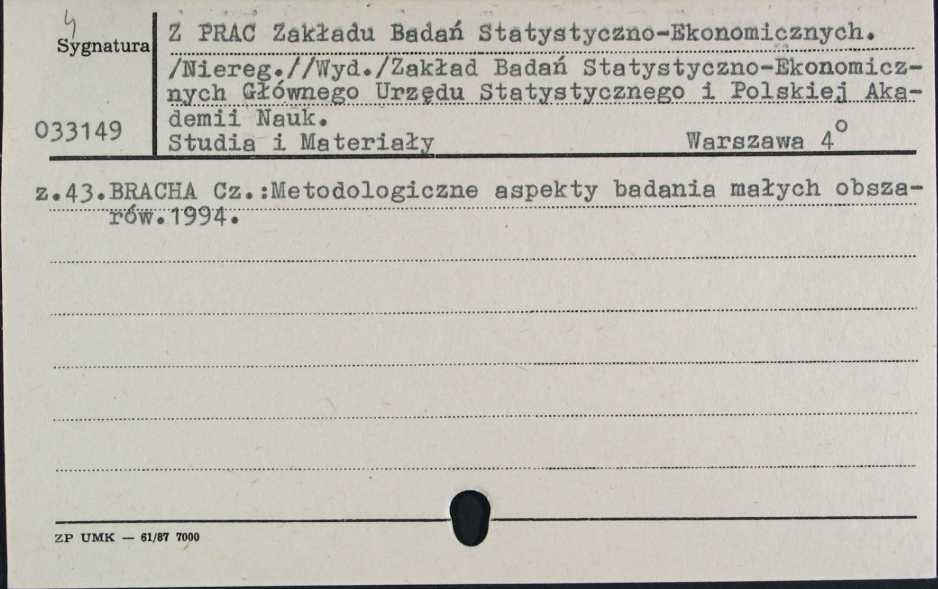 Sygnatura
033149
Z PRAC Zakładu Badań Statystyczno-Ekonomicznych.
/Niereg.//Wyd./Zakład Badań Statystyczno-Ekonomicz-
nych Głównego Urzędu Statystycznego i Polskiej Aka-
demii Nauk.
Studia i Materiały Warszawa 4°
z.43.BRACHA Cz.:Metodologiczne aspekty badania małych obsza-
rów.1994.
ZP UMK — 61/87 7000